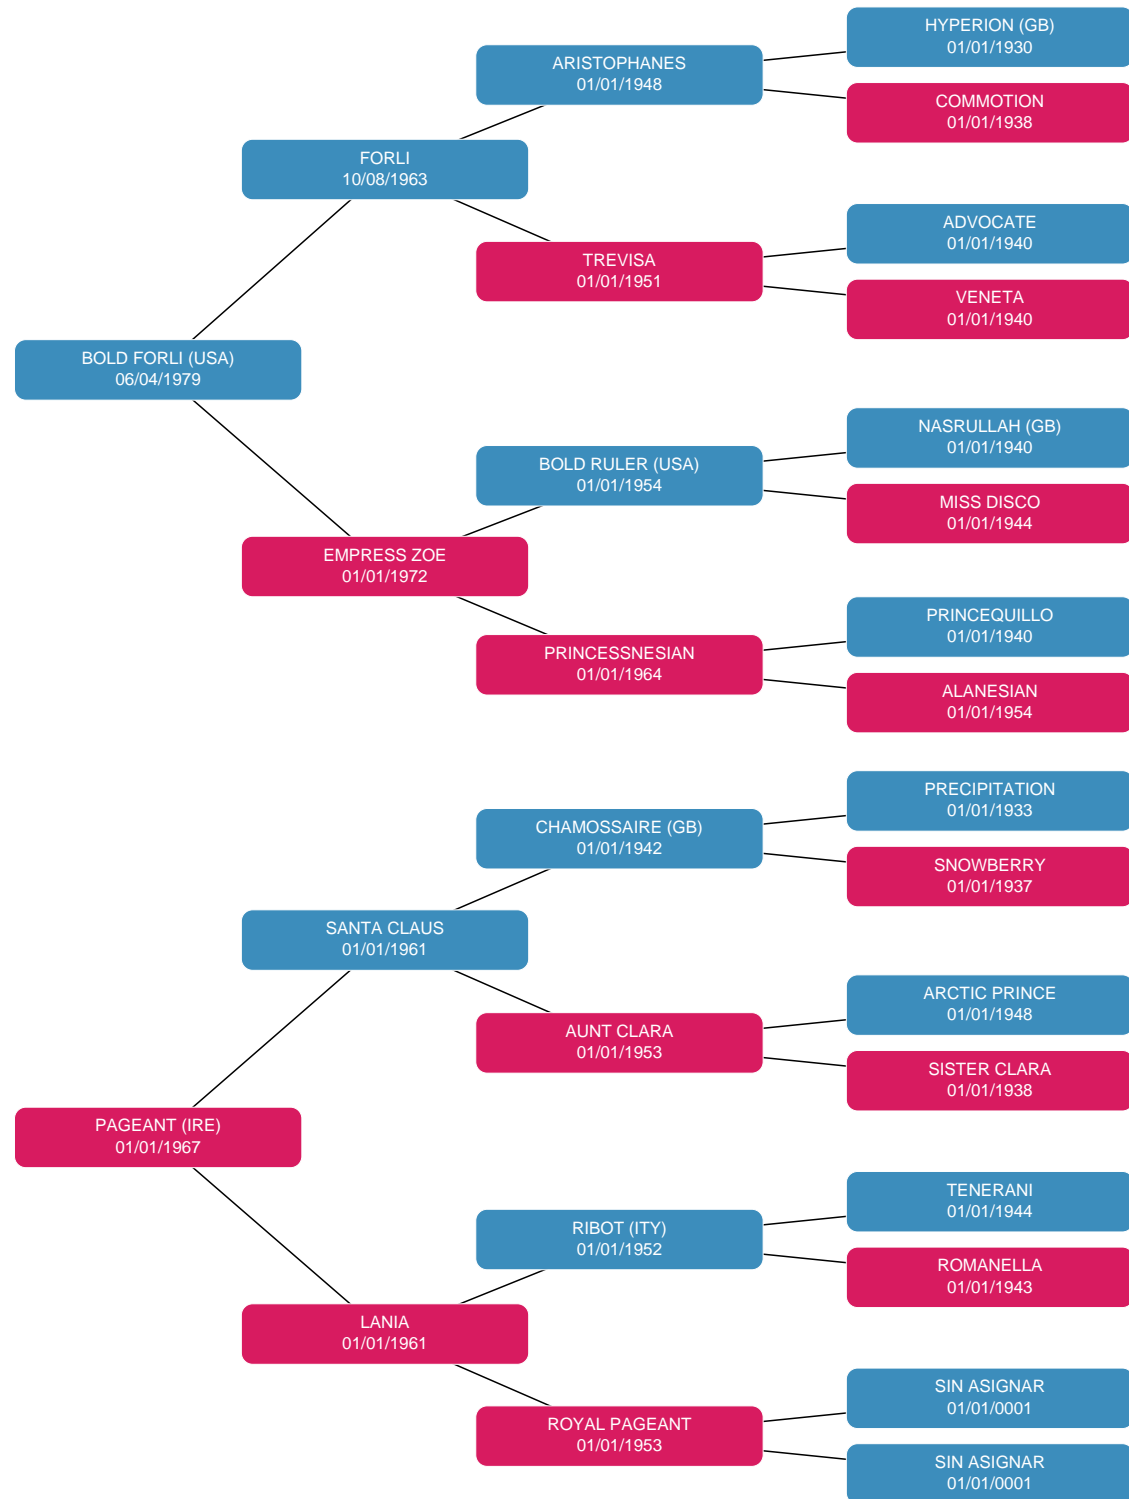 HYPERION (GB)
01/01/1930
ARISTOPHANES
01/01/1948
COMMOTION
01/01/1938
FORLI
10/08/1963
ADVOCATE
01/01/1940
TREVISA
01/01/1951
VENETA
01/01/1940
BOLD FORLI (USA)
06/04/1979
NASRULLAH (GB)
01/01/1940
BOLD RULER (USA)
01/01/1954
MISS DISCO
01/01/1944
EMPRESS ZOE
01/01/1972
PRINCEQUILLO
01/01/1940
PRINCESSNESIAN
01/01/1964
ALANESIAN
01/01/1954
PRECIPITATION
01/01/1933
CHAMOSSAIRE (GB)
01/01/1942
SNOWBERRY
01/01/1937
SANTA CLAUS
01/01/1961
ARCTIC PRINCE
01/01/1948
AUNT CLARA
01/01/1953
SISTER CLARA
01/01/1938
PAGEANT (IRE)
01/01/1967
TENERANI
01/01/1944
RIBOT (ITY)
01/01/1952
ROMANELLA
01/01/1943
LANIA
01/01/1961
SIN ASIGNAR
01/01/0001
ROYAL PAGEANT
01/01/1953
SIN ASIGNAR
01/01/0001